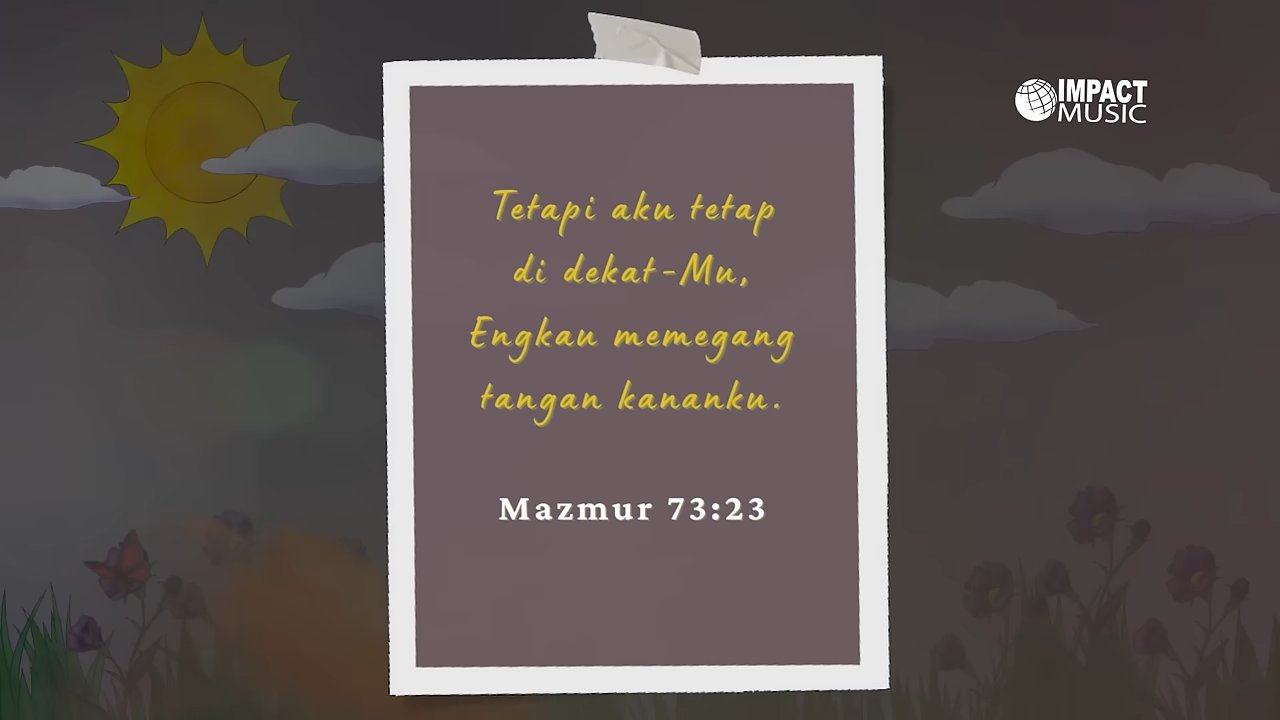 IMPACT
MUSIC
Tetapi aku tetap
di dekat-Mu,
Engkau memegang
tangan kananku.
Mazmur 73:23